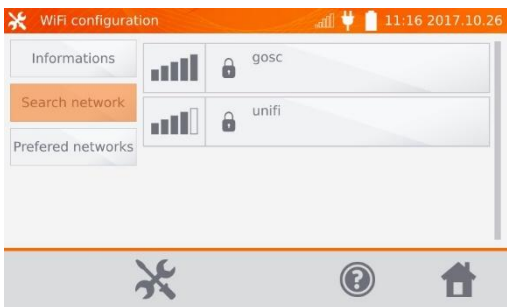 WiFi configuration 11:16 2017.10.26
Informations
Search network
Prefered networks
gosc
unifi